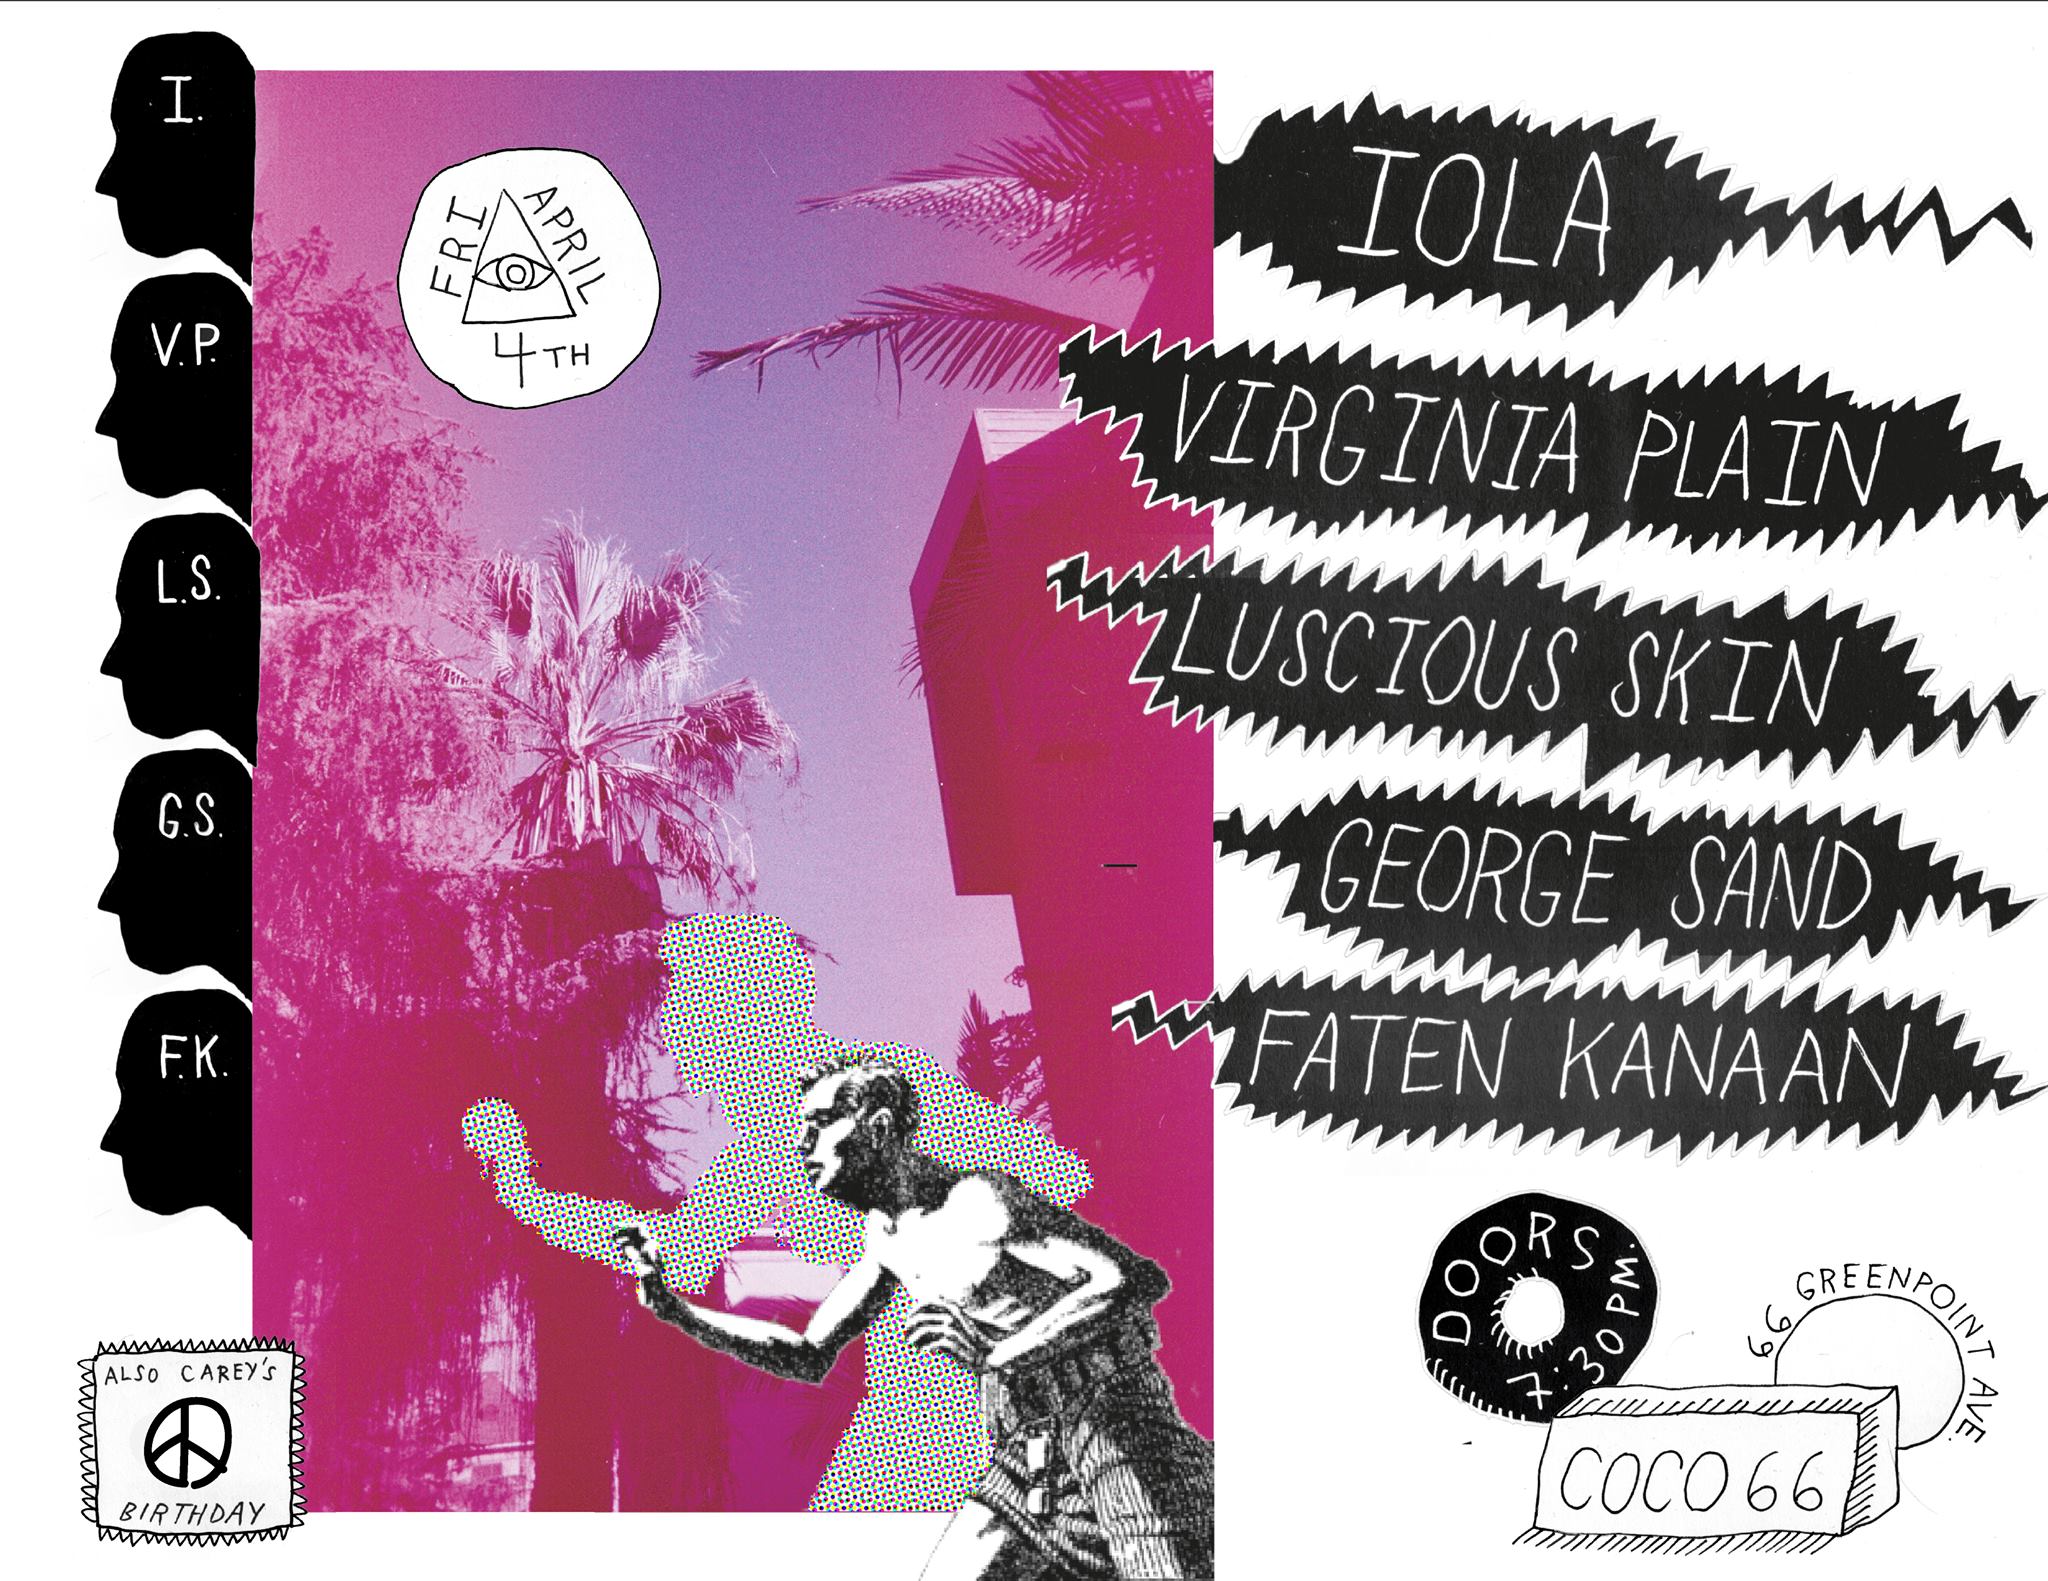 I.
V.P.
L.S.
G.S.
F.K.
FRI APRIL
4TH
IOLA
VIRGINIA PLAIN
LUSCIOUS SKIN
GEORGE SAND
FATEN KANAAN
DOORS 7:30 P.M.
66 GREENPOINT AVE.
COCO 66
ALSO CAREY'S
BIRTHDAY